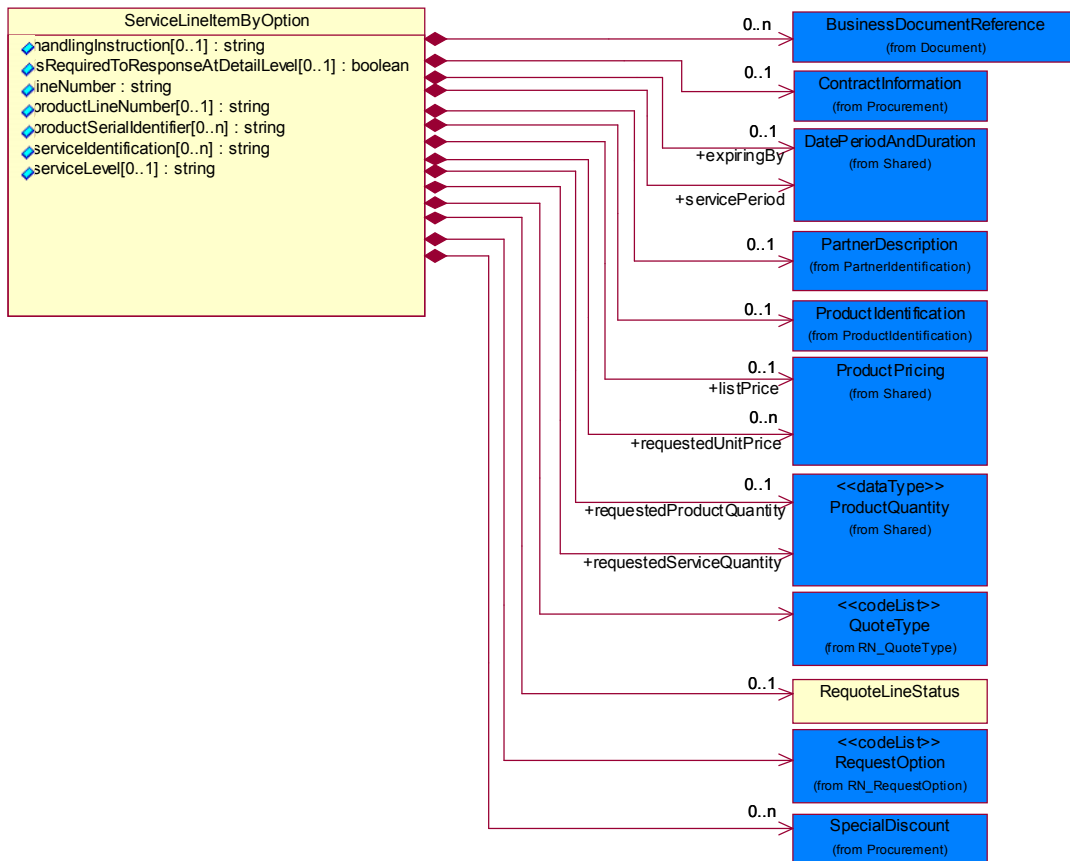 ServiceLineItemByOption
handlingInstruction[0..1] : string
isRequiredToResponseAtDetailLevel[0..1] : boolean
lineNumber : string
productLineNumber[0..1] : string
productSerialIdentifier[0..n] : string
serviceIdentification[0..n] : string
serviceLevel[0..1] : string
0..n
BusinessDocumentReference
(from Document)
0..1
ContractInformation
(from Procurement)
0..1
+expiringBy
+servicePeriod
DatePeriodAndDuration
(from Shared)
0..1
PartnerDescription
(from PartnerIdentification)
0..1
ProductIdentification
(from ProductIdentification)
0..1
+listPrice
0..n
+requestedUnitPrice
ProductPricing
(from Shared)
0..1
+requestedProductQuantity
+requestedServiceQuantity
<<dataType>>
ProductQuantity
(from Shared)
<<codeList>>
QuoteType
(from RN_QuoteType)
0..1
RequoteLineStatus
<<codeList>>
RequestOption
(from RN_RequestOption)
0..n
SpecialDiscount
(from Procurement)